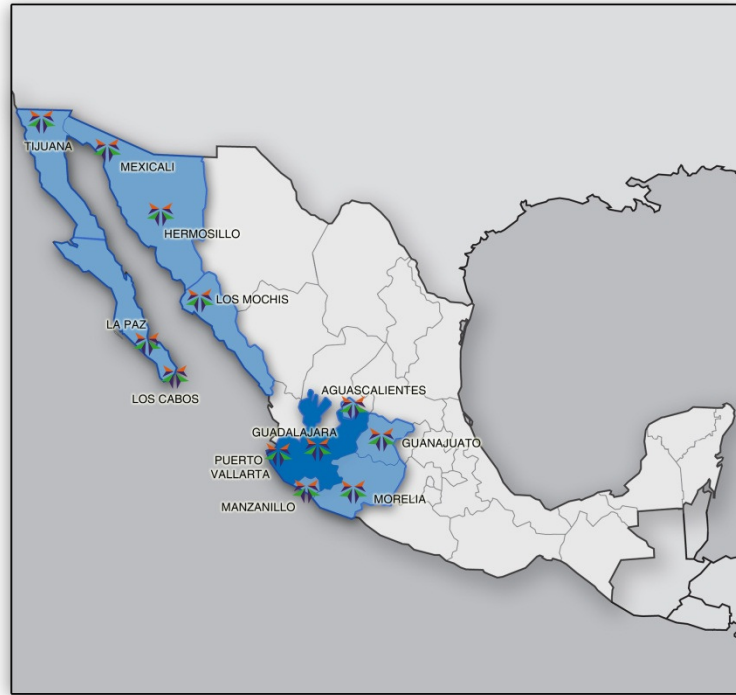 TIJUANA
MEXICALI
HERMOSILLO
LOS MOCHIS
LA PAZ
LOS CABOS
AGUASCALIENTES
GUADALAJARA
GUANAJUATO
PUERTO
VALLARTA
MANZANILLO
MORELIA